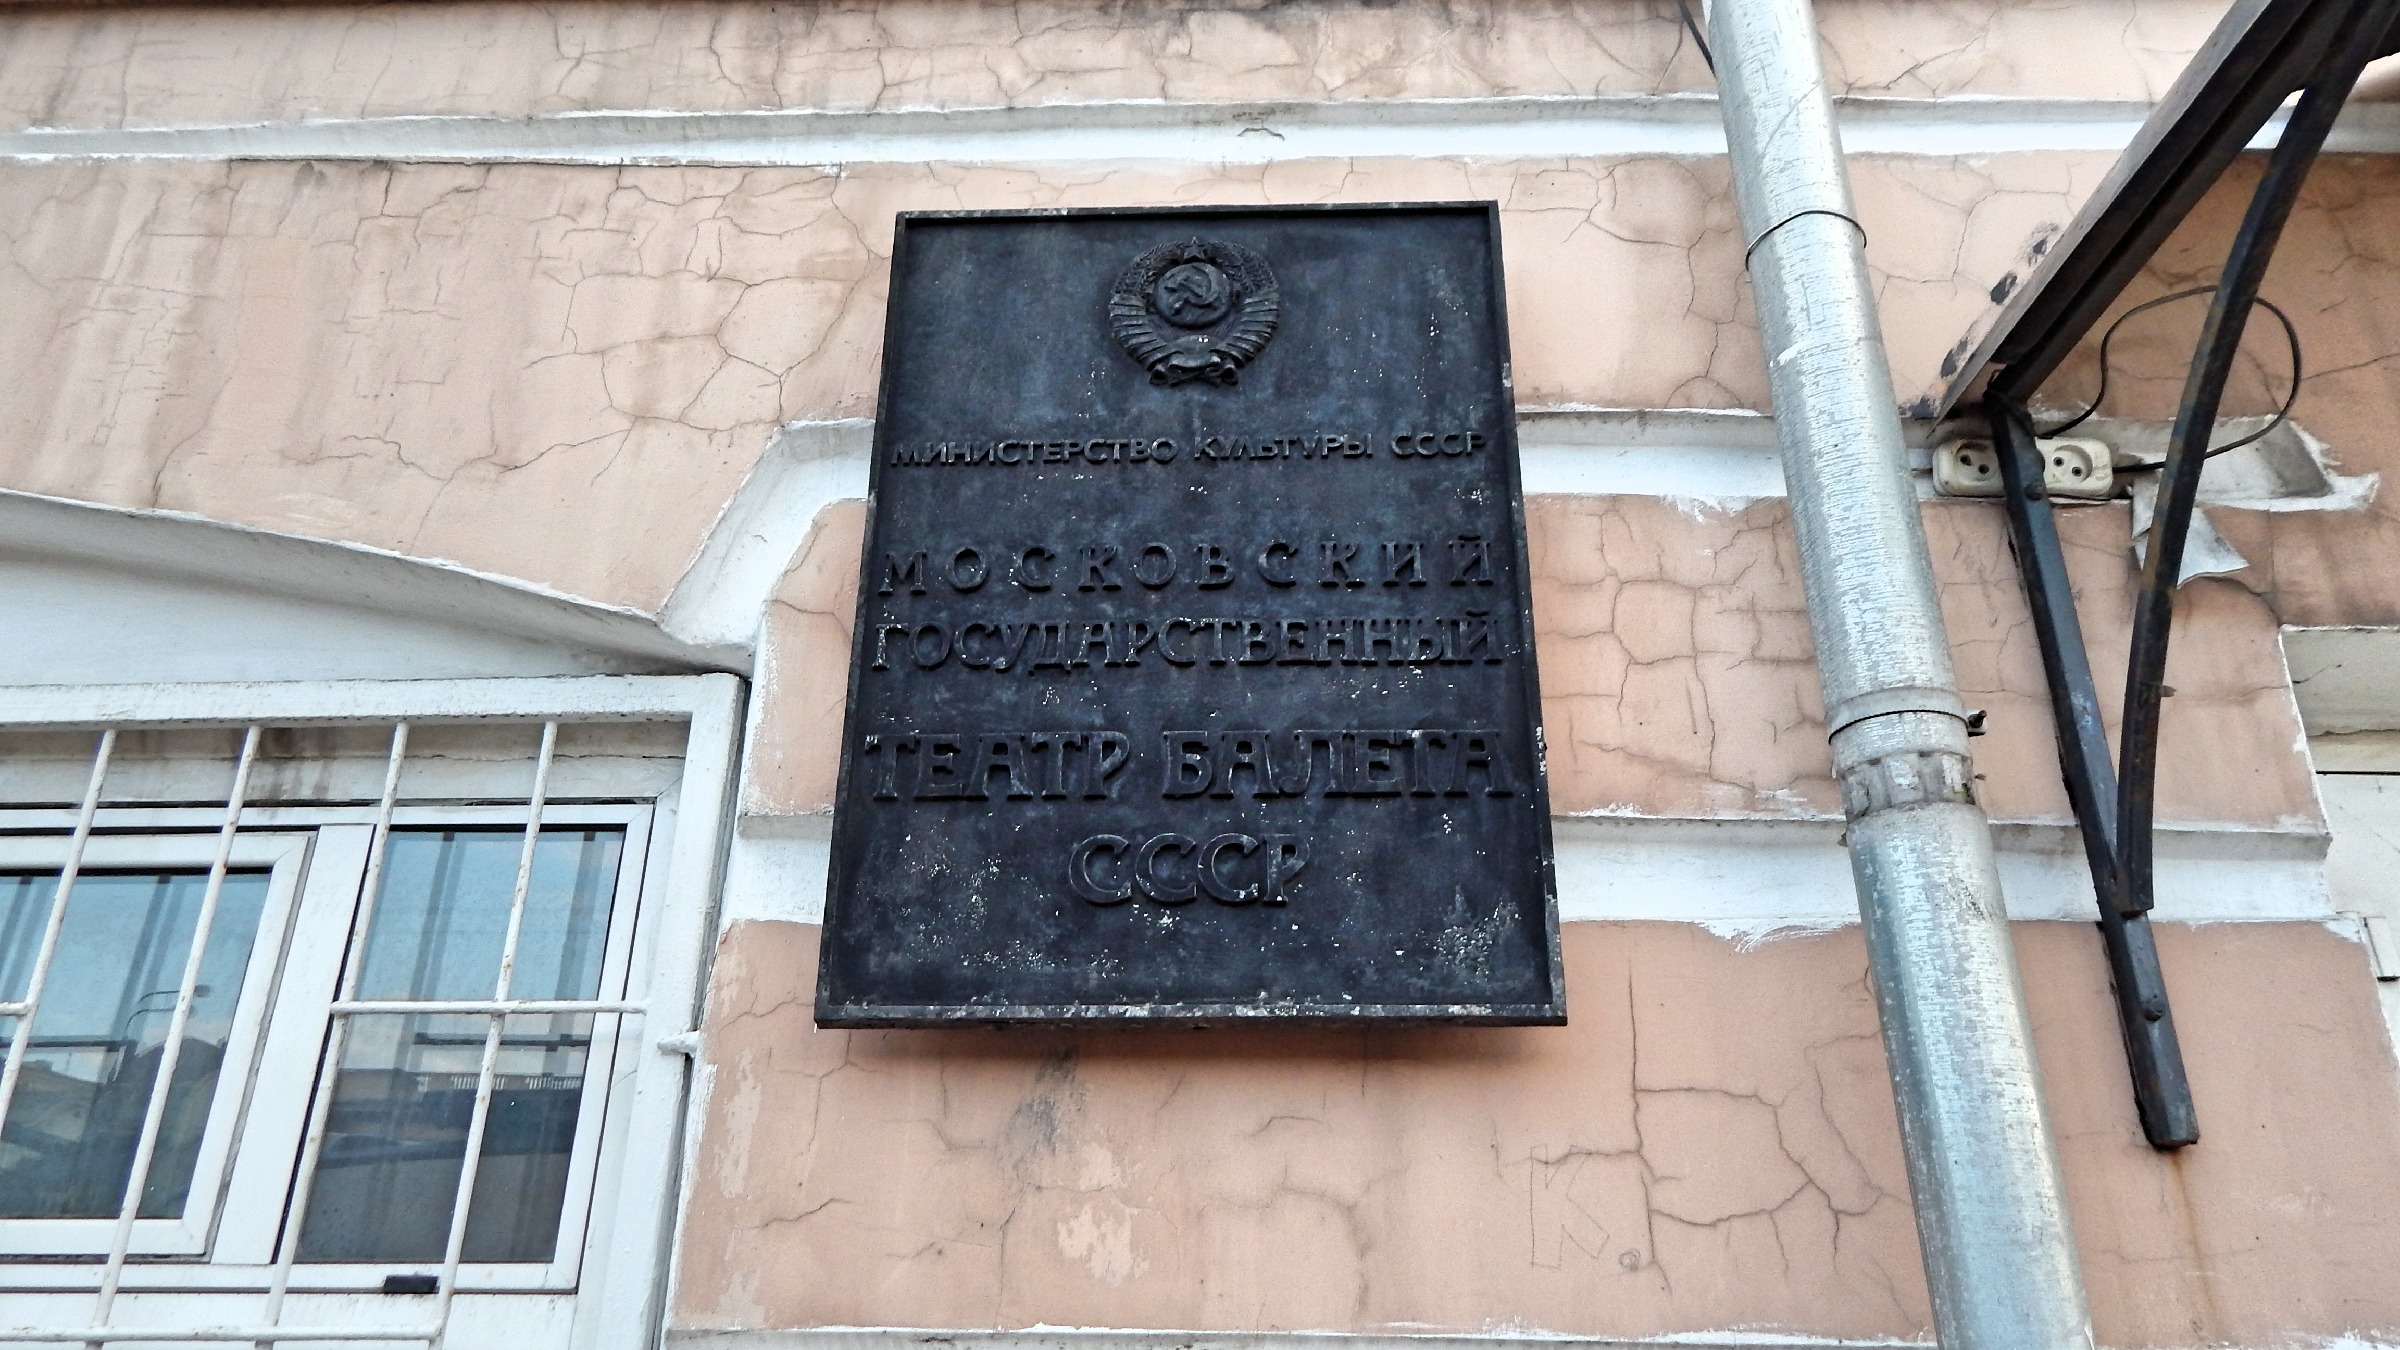 МИНИСТЕРСТВО КУЛЬТУРЫ СССР
МОСКОВСКИЙ
ГОСУДАРСТВЕННЫЙ
ТЕАТР БАЛЕТА
СССР